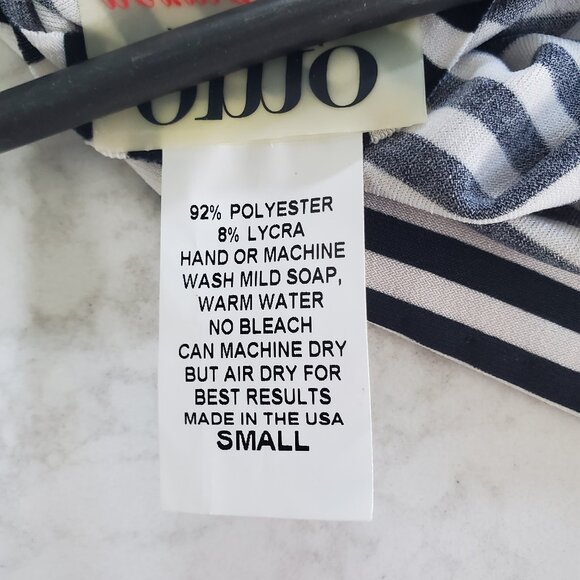 omo
92% POLYESTER
8% LYCRA
HAND OR MACHINE
WASH MILD SOAP,
WARM WATER
NO BLEACH
CAN MACHINE DRY
BUT AIR DRY FOR
BEST RESULTS
MADE IN THE USA
SMALL